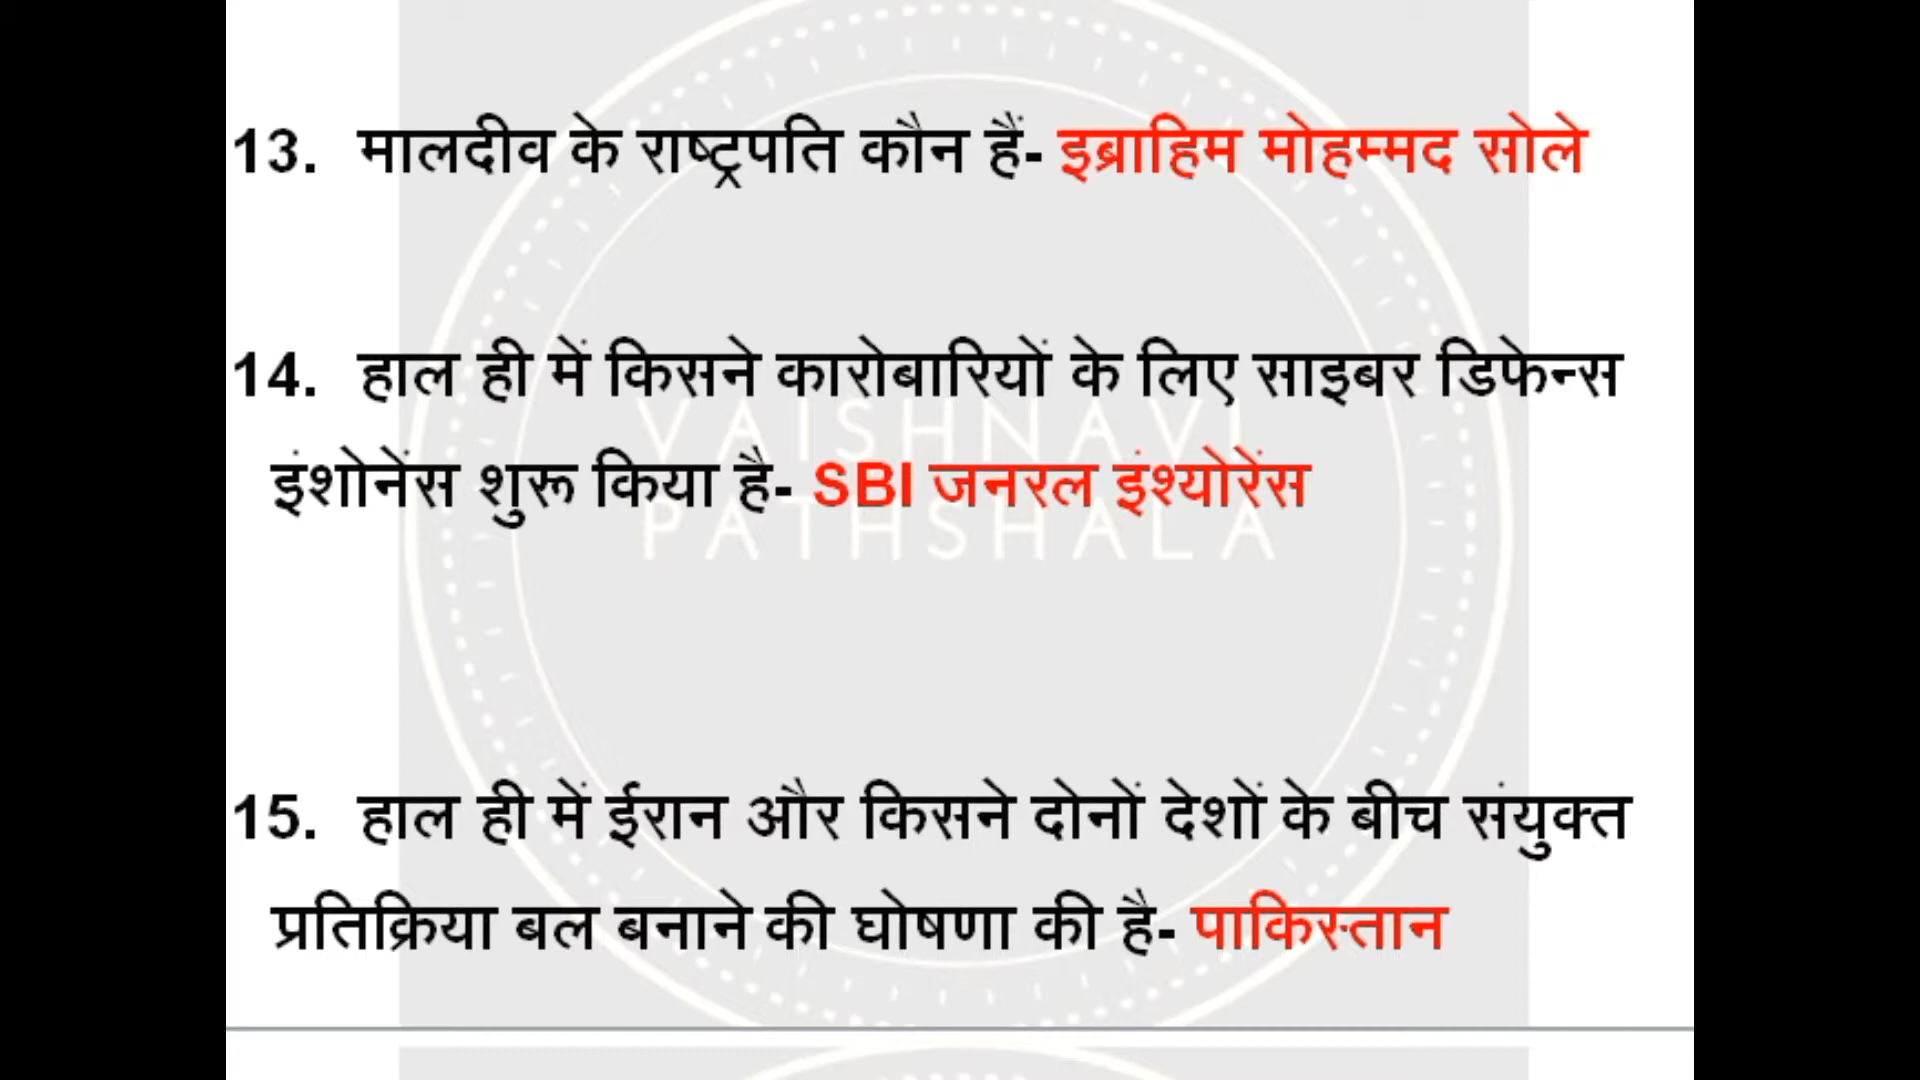 13. मालदीव के राष्ट्रपति कौन हैं- इब्राहिम मोहम्मद सोले
14. हाल ही में किसने कारोबारियों के लिए साइबर डिफेन्स
VAISHNAVI
इंशोनेंस शुरू किया है- SBI जनरल इंश्योरेंस
PATHSHALA
15. हाल ही में ईरान और किसने दोनों देशों के बीच संयुक्त
प्रतिक्रिया बल बनाने की घोषणा की है- पाकिस्तान